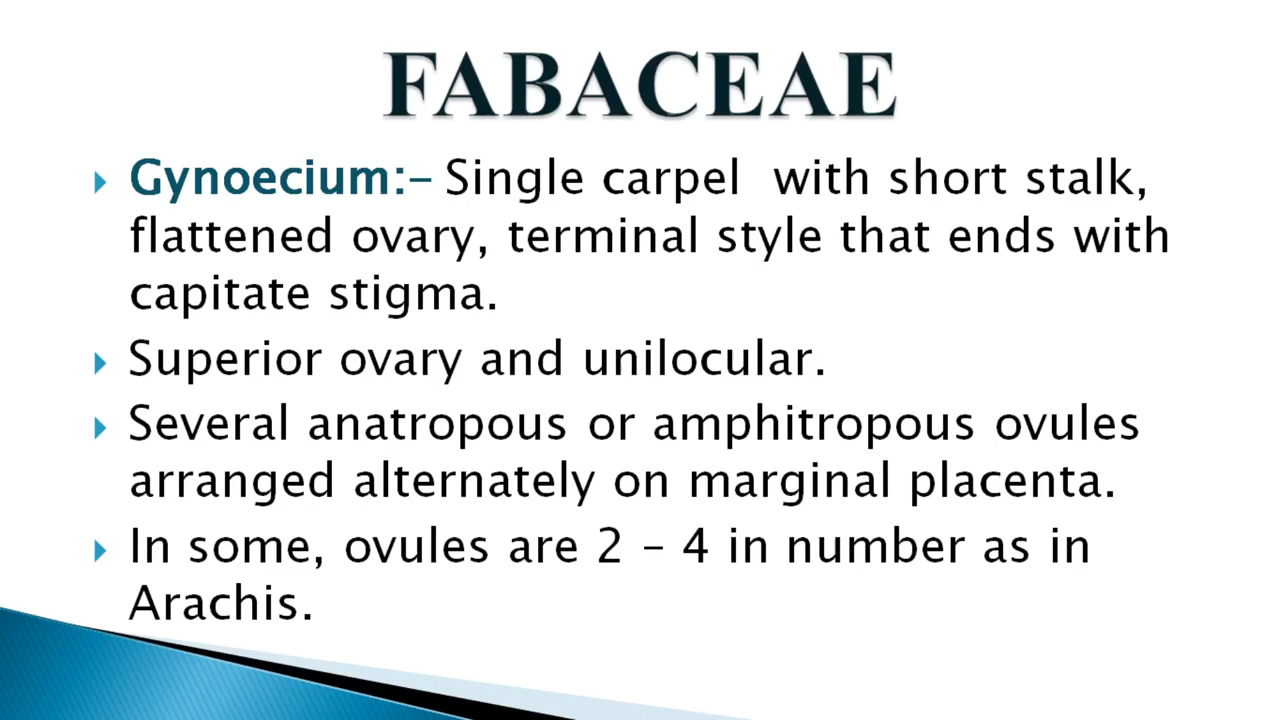 FABACEAE
Gynoecium:- Single carpel with short stalk,
flattened ovary, terminal style that ends with
capitate stigma.
Superior ovary and unilocular.
Several anatropous or amphitropous ovules
arranged alternately on marginal placenta.
In some, ovules are 2 – 4 in number as in
Arachis.